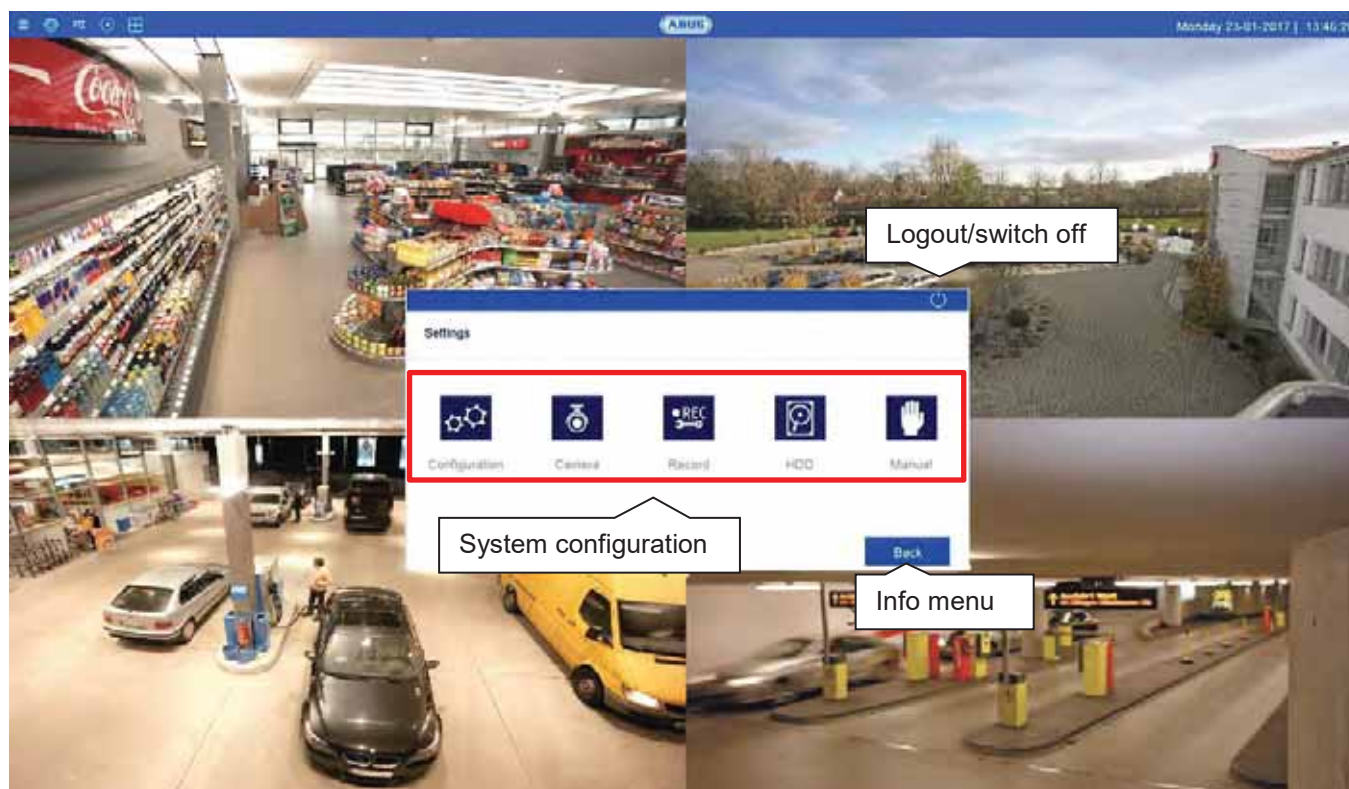 ABUS
Monday 23-01-2017 | 13:46:2
Coca
Logout/switch off
Settings
Configuration
Camera
REC
Record
HDD
Manual
System configuration
Back
Info menu